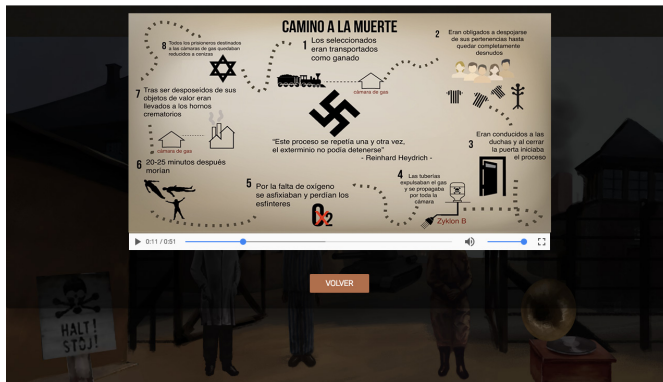 CAMINO A LA MUERTE
1 Los seleccionados
eran transportados
como ganado
cámara de gas
2 Eran obligados a despojarse
de sus pertenencias hasta
quedar completamente
desnudos
3 Eran conducidos a las
duchas y al cerrar
la puerta iniciaba
el proceso
4 Las tuberías
expulsaban el gas
y se propagaba
por toda la
cámara
Zyklon B
5 Por la falta de oxígeno
se asfixiaban y perdían los
esfínteres
O2
6 20-25 minutos después
morían
7 Tras ser desposeídos de sus
objetos de valor eran
llevados a los hornos
crematorios
cámara de gas
8 Todos los prisioneros destinados
a las cámaras de gas quedaban
reducidos a cenizas
“Este proceso se repetía una y otra vez,
el exterminio no podía detenerse”
- Reinhard Heydrich -
0:11 / 0:51
VOLVER
HALT!
STÓJ!